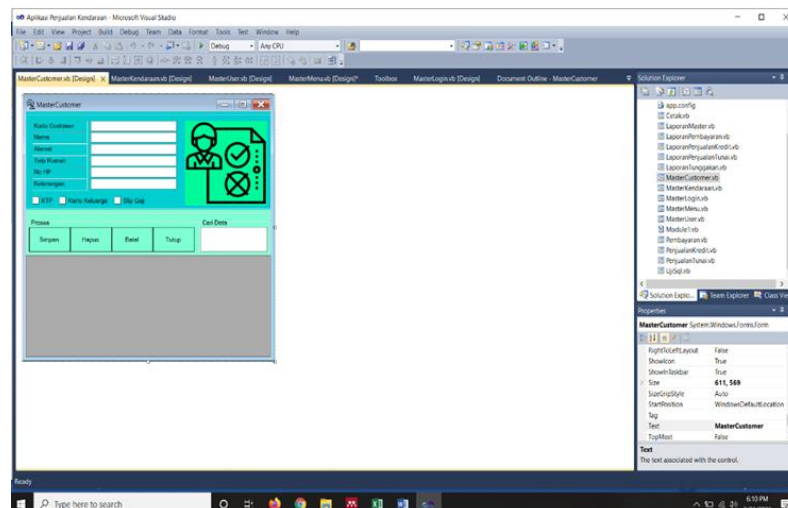 Aplikasi Penjualan Kendaraan - Microsoft Visual Studio
File Edit View Project Build Debug Team Data Format Tools Test Window Help
Debug Any CPU
MasterCustomer.vb [Design] MasterKendaraan.vb [Design] MasterUser.vb [Design] MasterMenu.vb [Design]* Toolbox MasterLogin.vb [Design] Document Outline - MasterCustomer
Solution Explorer
app.config
Cetak.vb
LaporanMaster.vb
LaporanPembayaran.vb
LaporanPenjualanKredit.vb
LaporanPenjualanTunai.vb
LaporanTunggakan.vb
MasterCustomer.vb
MasterKendaraan.vb
MasterLogin.vb
MasterMenu.vb
MasterUser.vb
Module1.vb
Pembayaran.vb
PenjualanKredit.vb
PenjualanTunai.vb
UjiSql.vb
Solution Explo... Team Explorer Class Vie
MasterCustomer
Kode Customer
Nama
Alamat
Telp Rumah
No HP
Keterangan
KTP Kartu Keluarga Slip Gaji
Proses Cari Data
Simpan Hapus Batal Tutup
Properties
MasterCustomer System.Windows.Forms.Form
RightToLeftLayout False
ShowIcon True
ShowInTaskbar True
Size 611, 569
SizeGripStyle Auto
StartPosition WindowsDefaultLocation
Tag
Text MasterCustomer
TopMost False
Text
The text associated with the control.
Ready
Type here to search
6:10 PM